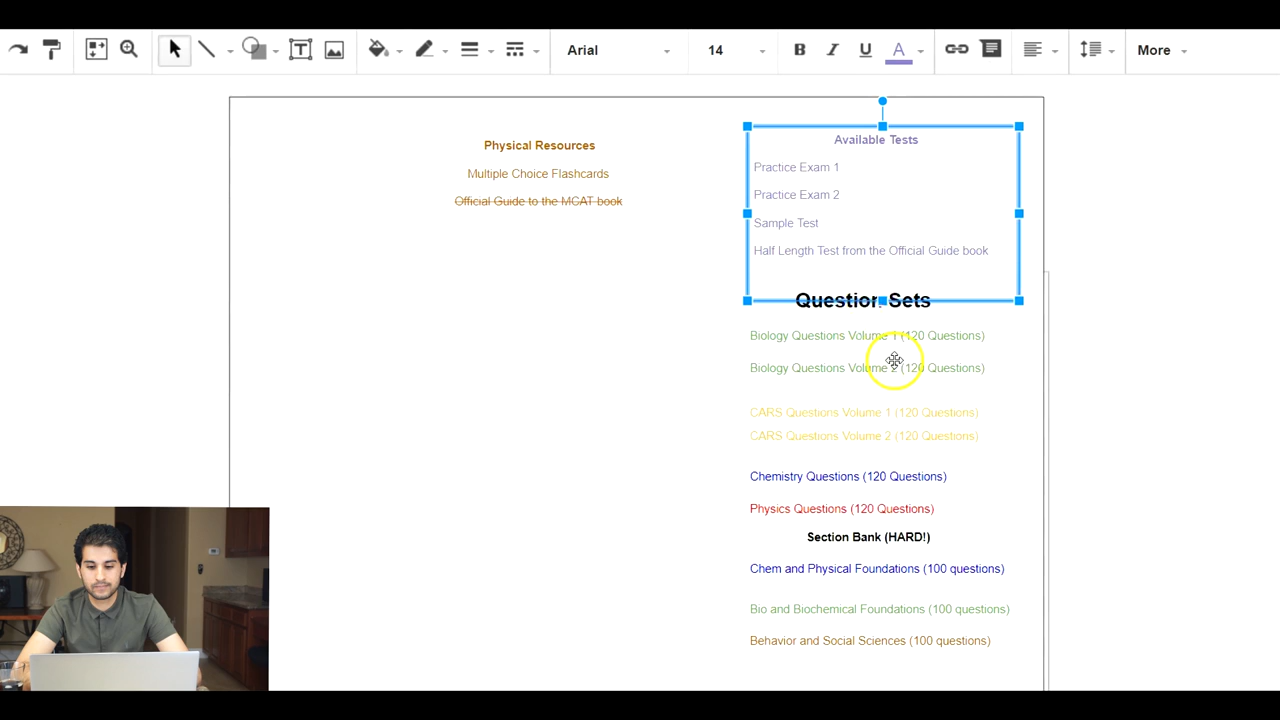 Arial
14
B
I
U
A
More
Physical Resources
Multiple Choice Flashcards
Official Guide to the MCAT book
Available Tests
Practice Exam 1
Practice Exam 2
Sample Test
Half Length Test from the Official Guide book
Question Sets
Biology Questions Volume 1 (120 Questions)
Biology Questions Volume 2 (120 Questions)
CARS Questions Volume 1 (120 Questions)
CARS Questions Volume 2 (120 Questions)
Chemistry Questions (120 Questions)
Physics Questions (120 Questions)
Section Bank (HARD!)
Chem and Physical Foundations (100 questions)
Bio and Biochemical Foundations (100 questions)
Behavior and Social Sciences (100 questions)